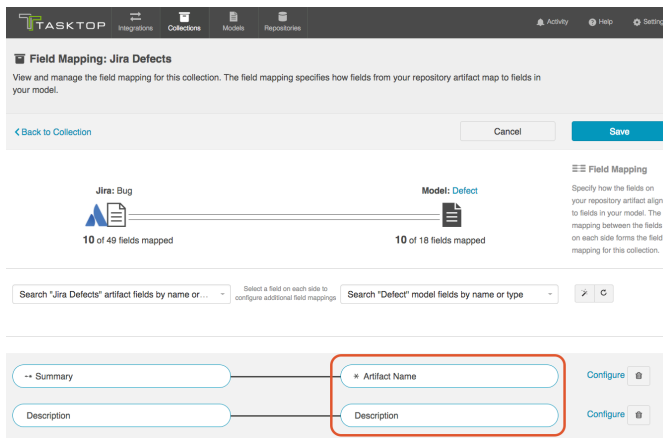 TASKTOP
Integrations
Collections
Models
Repositories
Activity
Help
Setting
Field Mapping: Jira Defects
View and manage the field mapping for this collection. The field mapping specifies how fields from your repository artifact map to fields in
your model.
Back to Collection
Cancel
Save
Jira: Bug
10 of 49 fields mapped
Model: Defect
10 of 18 fields mapped
Field Mapping
Specify how the fields on
your repository artifact align
to fields in your model. The
mapping between the fields
on each side forms the field
mapping for this collection.
Search "Jira Defects" artifact fields by name or…
Select a field on each side to
configure additional field mappings
Search "Defect" model fields by name or type
Summary
* Artifact Name
Configure
Description
Description
Configure